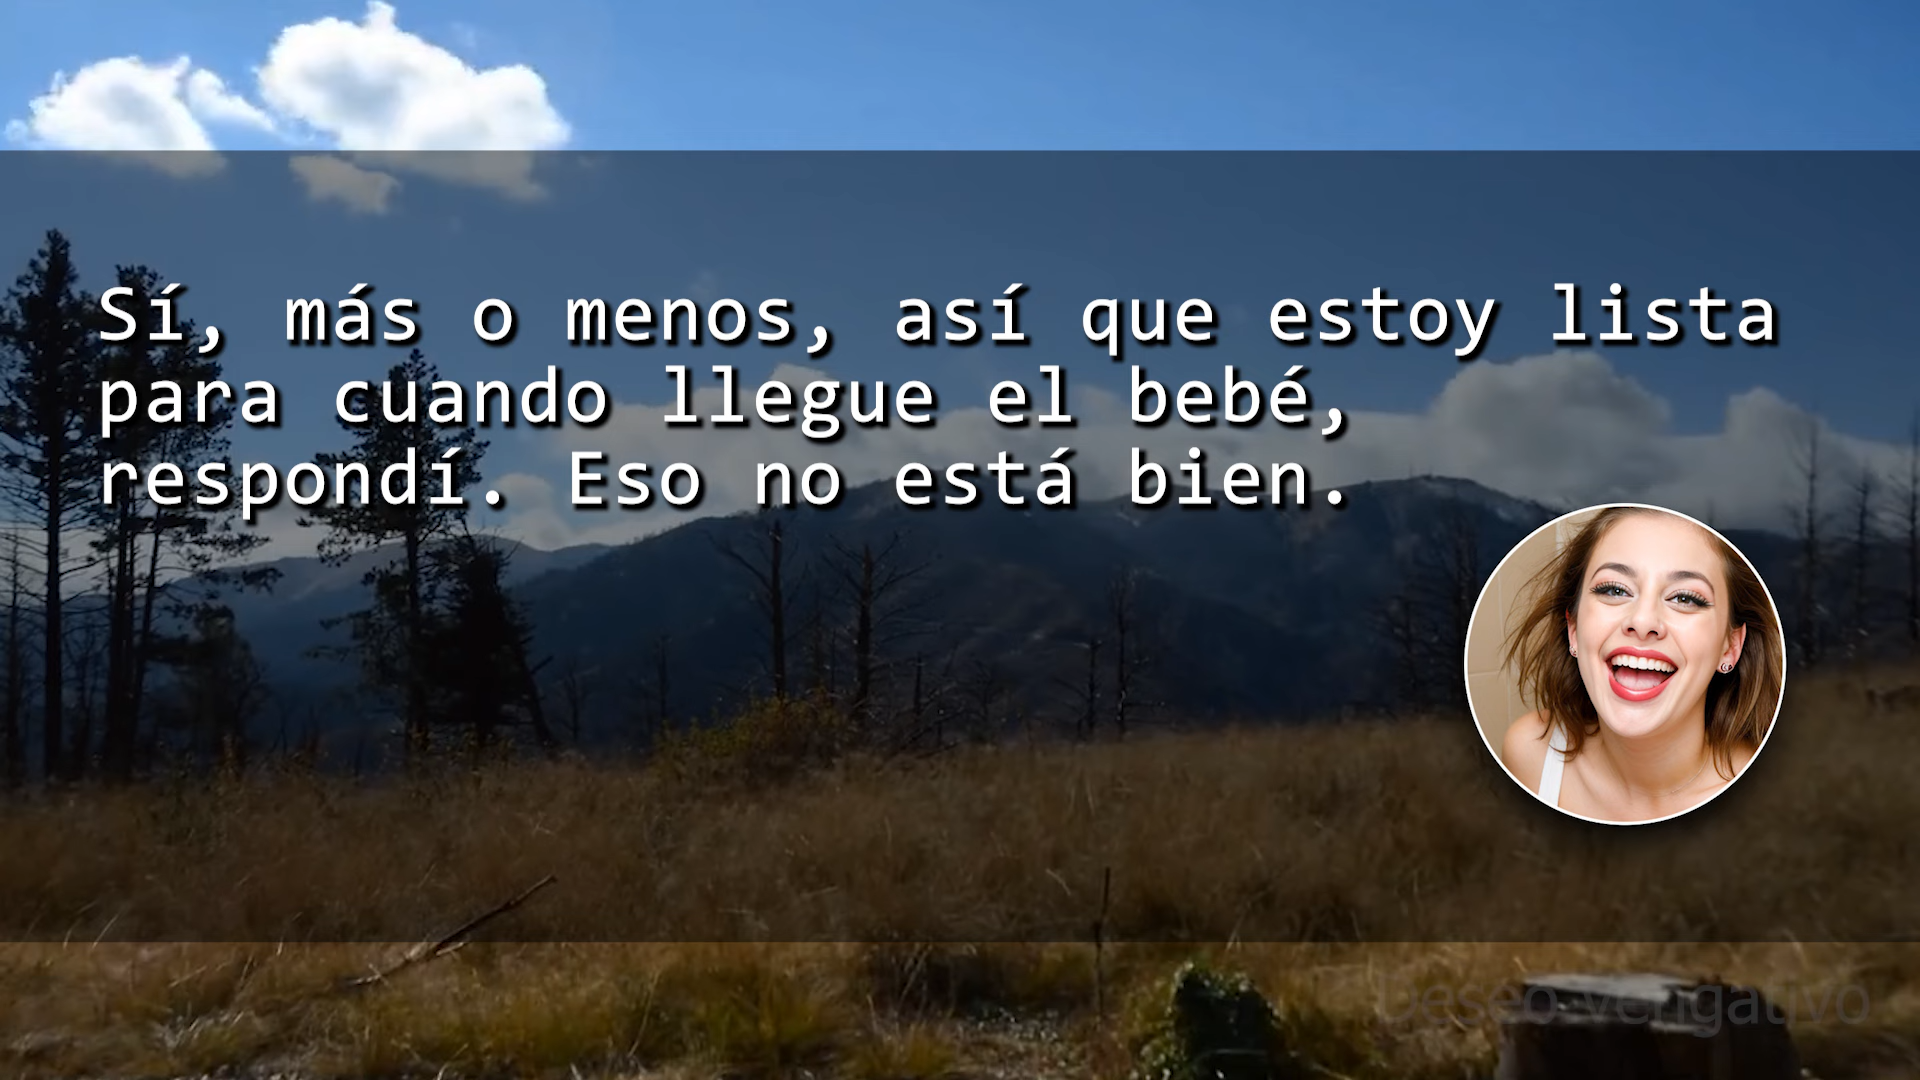 Sí, más o menos, así que estoy lista
para cuando llegue el bebé,
respondí. Eso no está bien.
Deseo vengativo